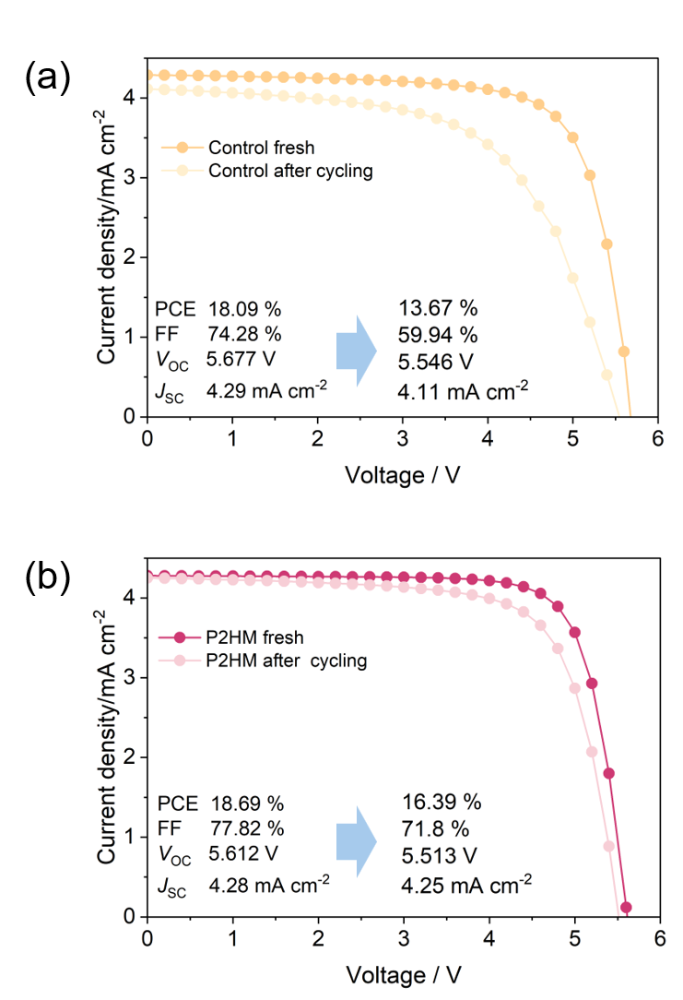 (a)
Current density/mA cm-2
4
3
2
1
0
Control fresh
Control after cycling
PCE 18.09 % 13.67 %
FF 74.28 % 59.94 %
VOC 5.677 V 5.546 V
JSC 4.29 mA cm-2 4.11 mA cm-2
0 1 2 3 4 5 6
Voltage / V
(b)
Current density/mA cm-2
4
3
2
1
0
P2HM fresh
P2HM after cycling
PCE 18.69 % 16.39 %
FF 77.82 % 71.8 %
VOC 5.612 V 5.513 V
JSC 4.28 mA cm-2 4.25 mA cm-2
0 1 2 3 4 5 6
Voltage / V